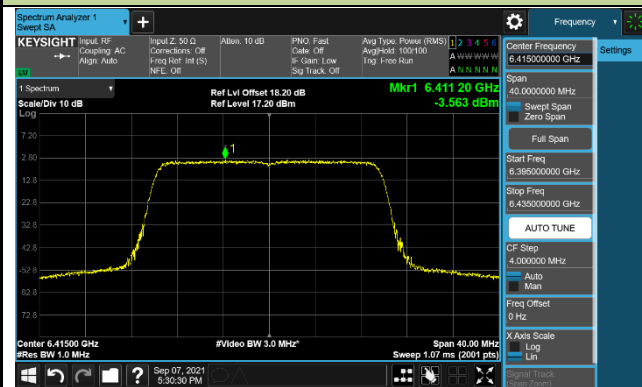 Spectrum Analyzer 1
Swept SA
Frequency
KEYSIGHT
Input: RF
Coupling: AC
Align: Auto
Input Z: 50 Ω
Corrections: Off
Freq Ref: Int (S)
NFE: Off
Atten: 10 dB
PNO: Fast
Gate: Off
IF Gain: Low
Sig Track: Off
Avg Type: Power (RMS)
Avg|Hold: 100/100
Trig: Free Run
1 2 3 4 5 6
A W W W W W
A N N N N N
LW
1 Spectrum
Scale/Div 10 dB
Log
Ref Lvl Offset 18.20 dB
Ref Level 17.20 dBm
Mkr1 6.411 20 GHz
-3.563 dBm
1
7.20
-2.80
-12.8
-22.8
-32.8
-42.8
-52.8
-62.8
-72.8
Center 6.41500 GHz
#Res BW 1.0 MHz
#Video BW 3.0 MHz*
Span 40.00 MHz
Sweep 1.07 ms (2001 pts)
Sep 07, 2021
5:30:30 PM
Center Frequency
6.415000000 GHz
Settings
Span
40.0000000 MHz
Swept Span
Zero Span
Full Span
Start Freq
6.395000000 GHz
Stop Freq
6.435000000 GHz
AUTO TUNE
CF Step
4.000000 MHz
Auto
Man
Freq Offset
0 Hz
X Axis Scale
Log
Lin
Signal Track
(Span Zoom)